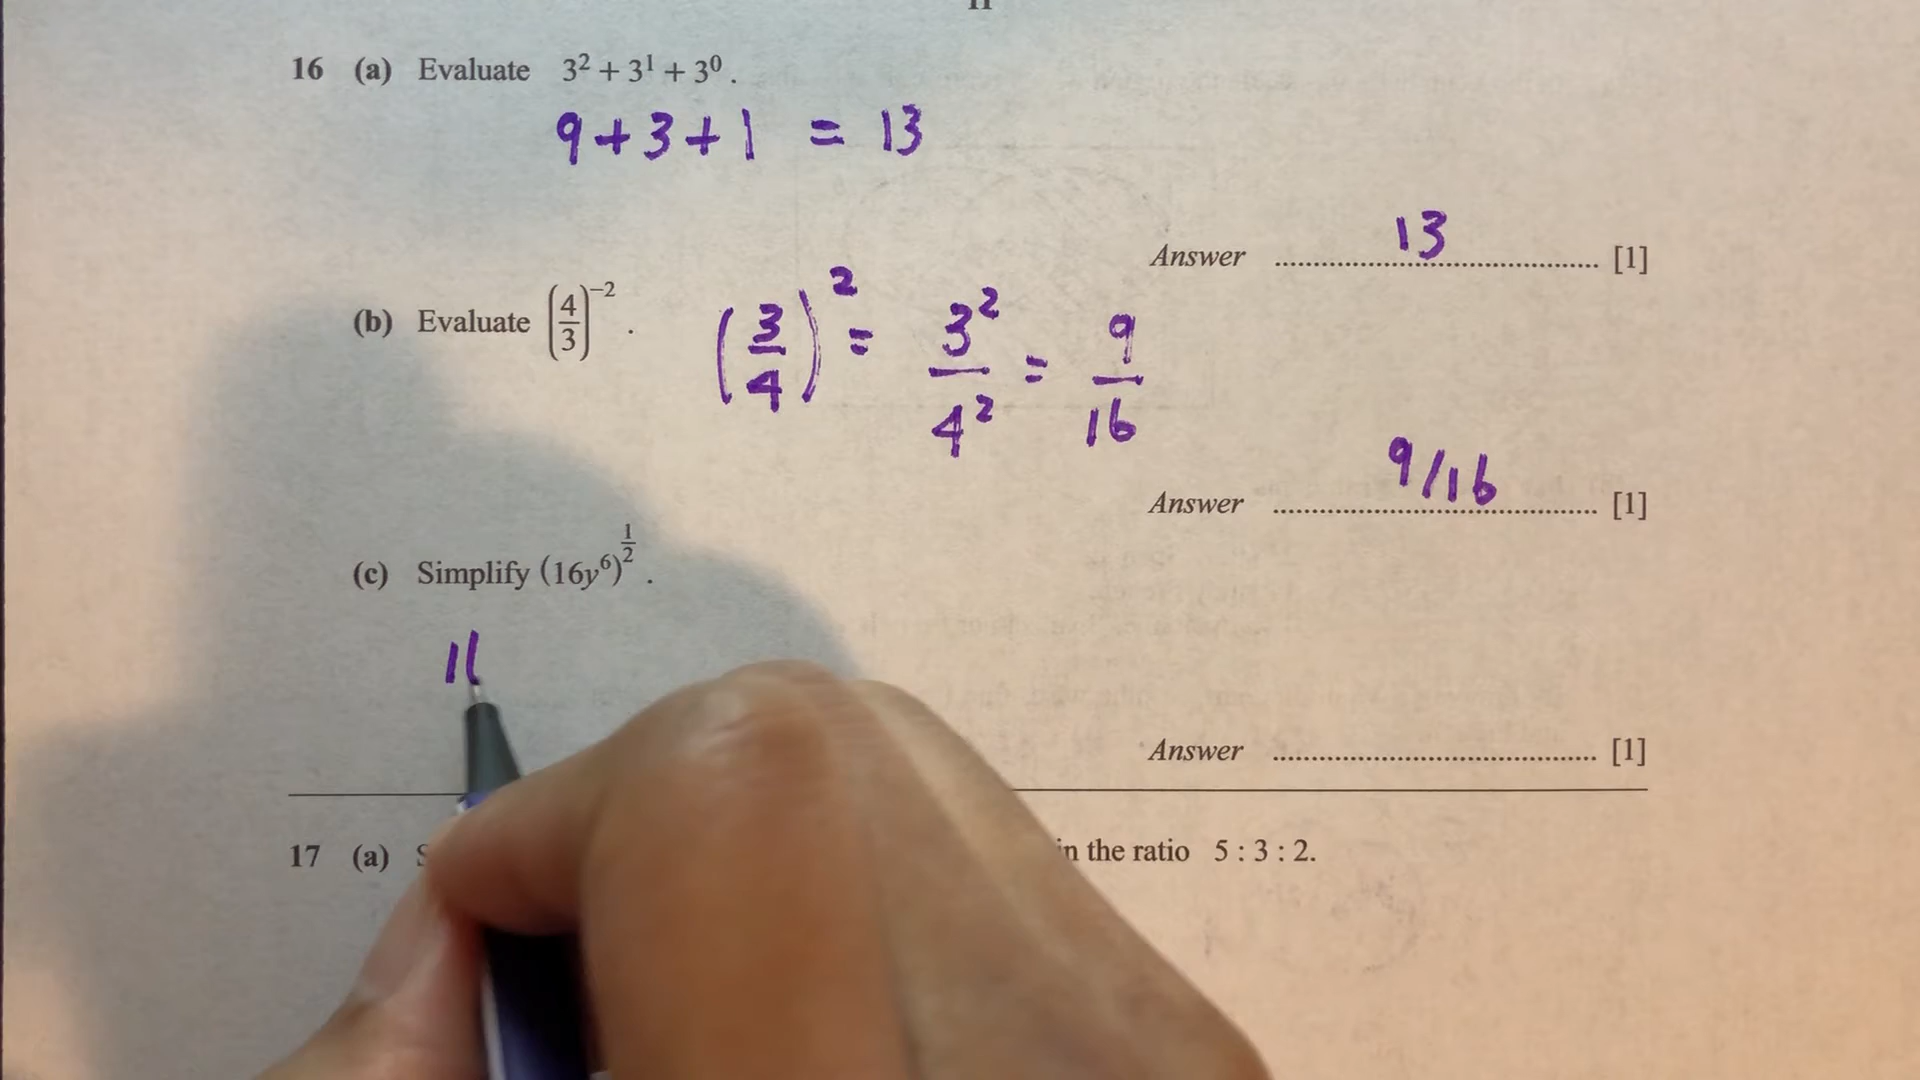 11
16 (a) Evaluate 3² + 3¹ + 3⁰ .
9 + 3 + 1 = 13
Answer 13 [1]
(b) Evaluate (4/3)⁻² . (3/4)² = 3²/4² = 9/16
Answer 9/16 [1]
(c) Simplify (16y⁶)^(1/2) .
Answer ........................................ [1]
17 (a) in the ratio 5 : 3 : 2.